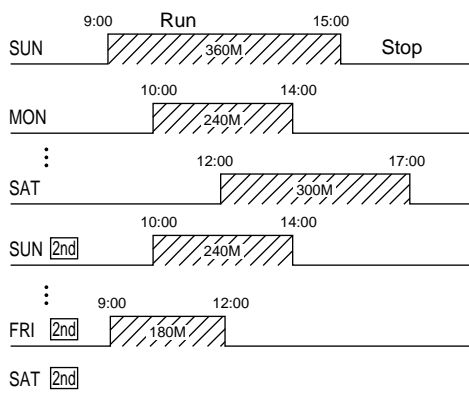 9:00 Run 15:00
SUN 360M Stop
10:00 14:00
MON 240M
12:00 17:00
SAT 300M
10:00 14:00
SUN 2nd 240M
9:00 12:00
FRI 2nd 180M
SAT 2nd